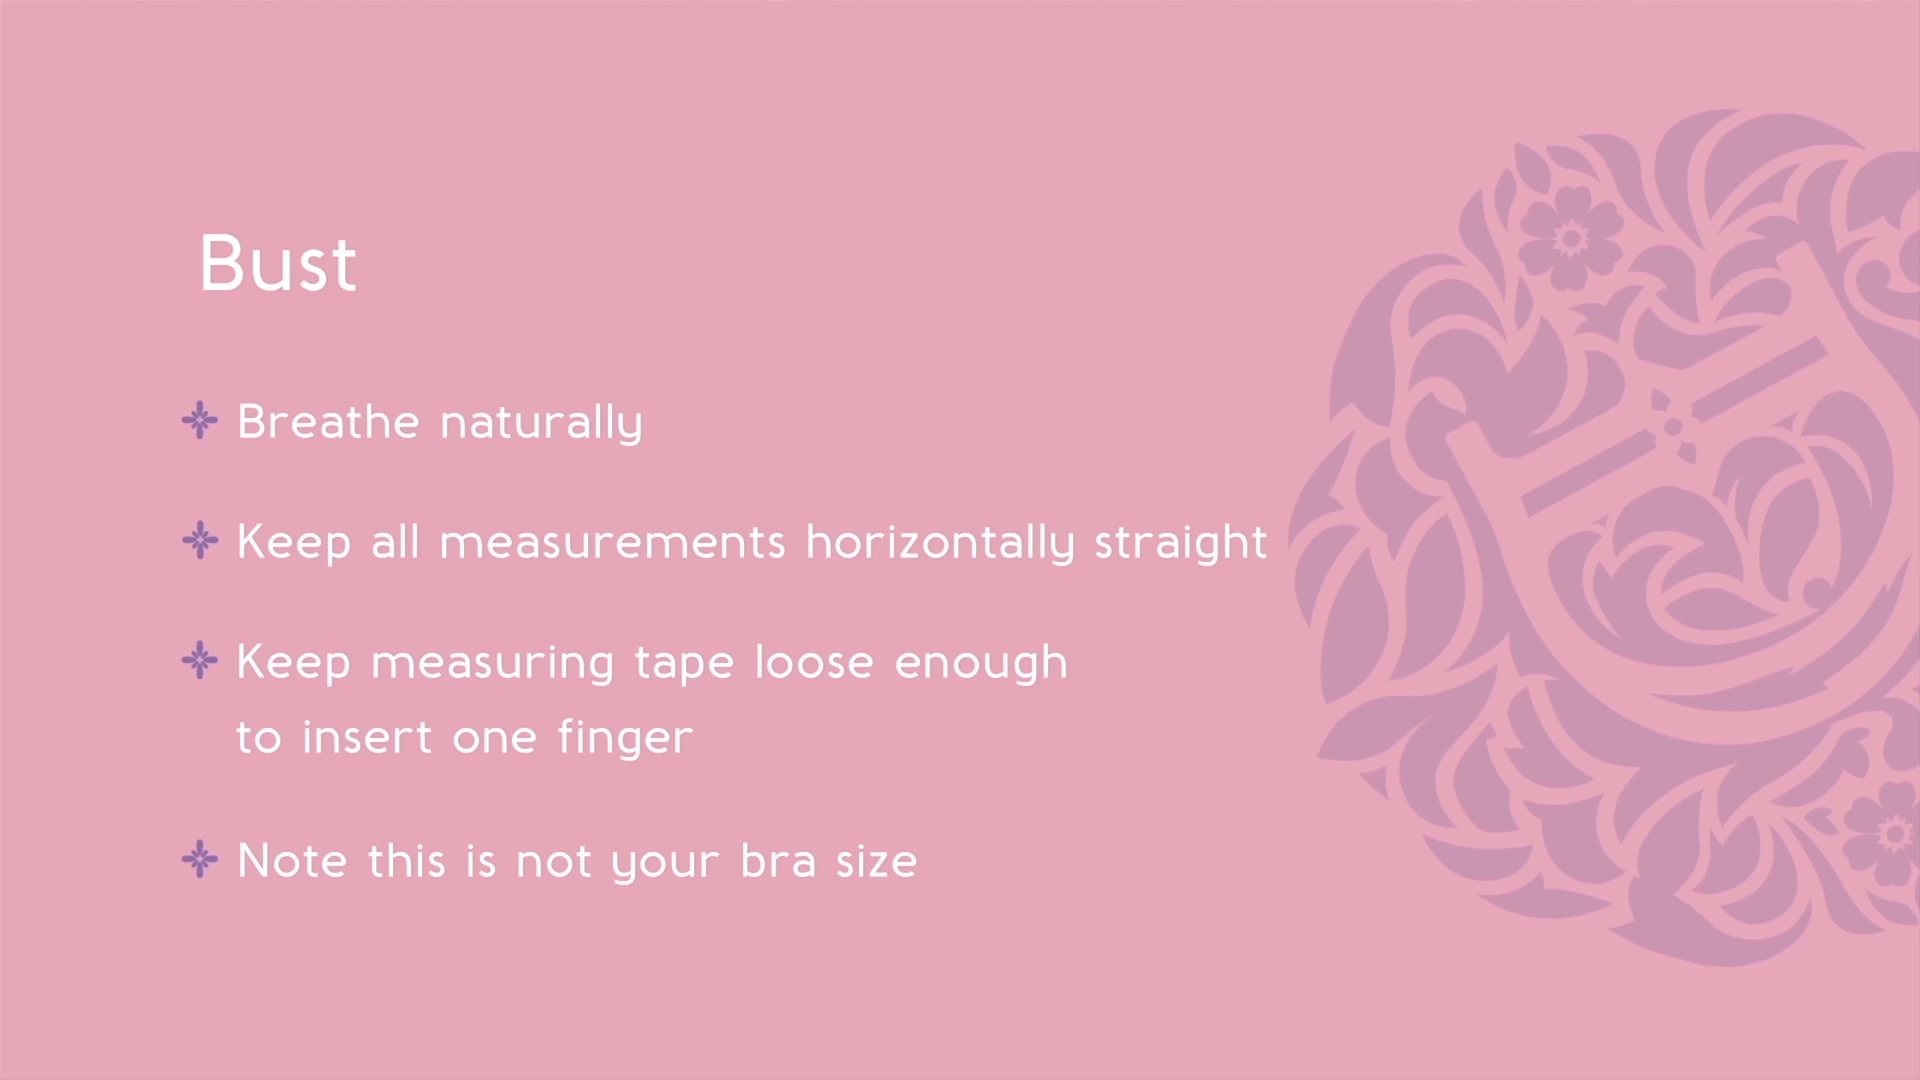 Bust
Breathe naturally
Keep all measurements horizontally straight
Keep measuring tape loose enough
to insert one finger
Note this is not your bra size